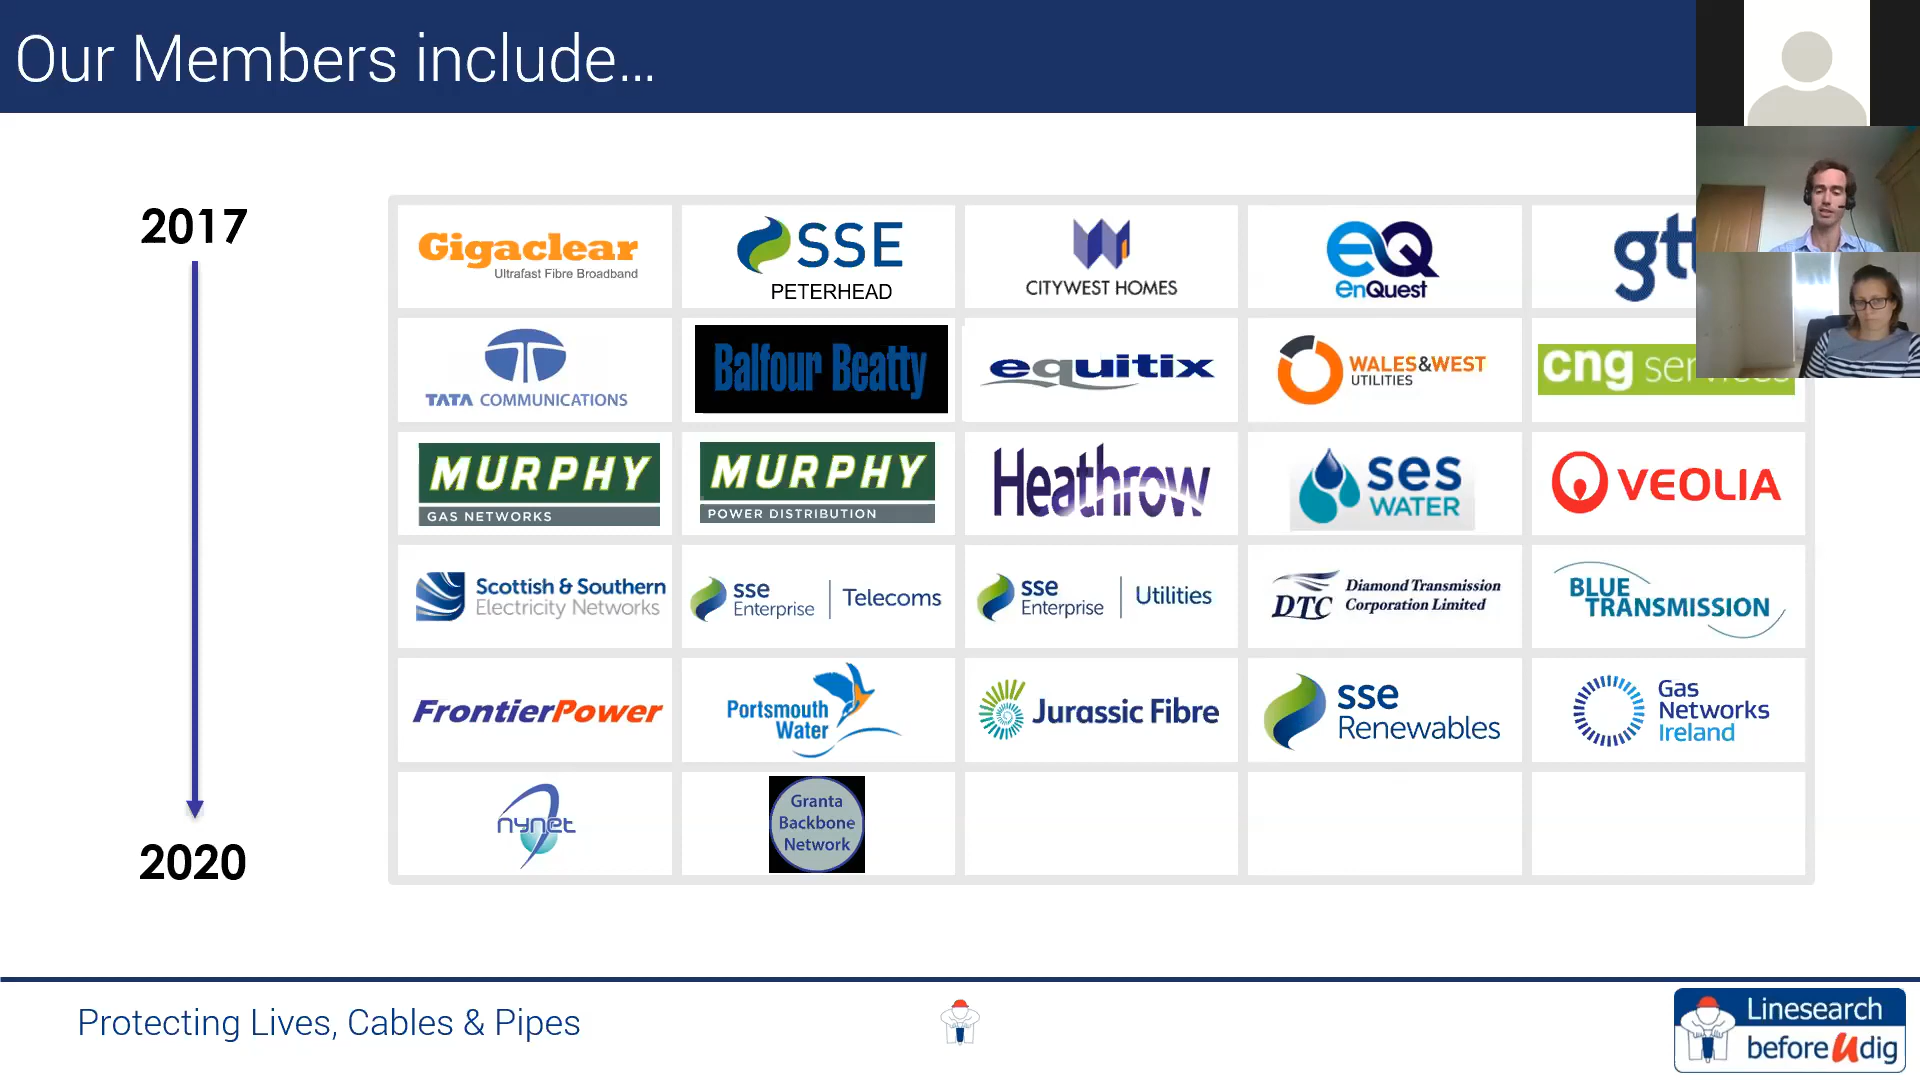 Our Members include...
2017
Gigaclear
Ultrafast Fibre Broadband
SSE
PETERHEAD
CITYWEST HOMES
eQ
enQuest
TATA COMMUNICATIONS
Balfour Beatty
equitix
WALES&WEST
UTILITIES
cng services
MURPHY
GAS NETWORKS
MURPHY
POWER DISTRIBUTION
Heathrow
ses
WATER
VEOLIA
Scottish & Southern
Electricity Networks
sse
Enterprise
Telecoms
sse
Enterprise
Utilities
DTC
Diamond Transmission
Corporation Limited
BLUE
TRANSMISSION
FrontierPower
Portsmouth
Water
Jurassic Fibre
sse
Renewables
Gas
Networks
Ireland
nynet
Granta
Backbone
Network
2020
Protecting Lives, Cables & Pipes
Linesearch
beforeUdig